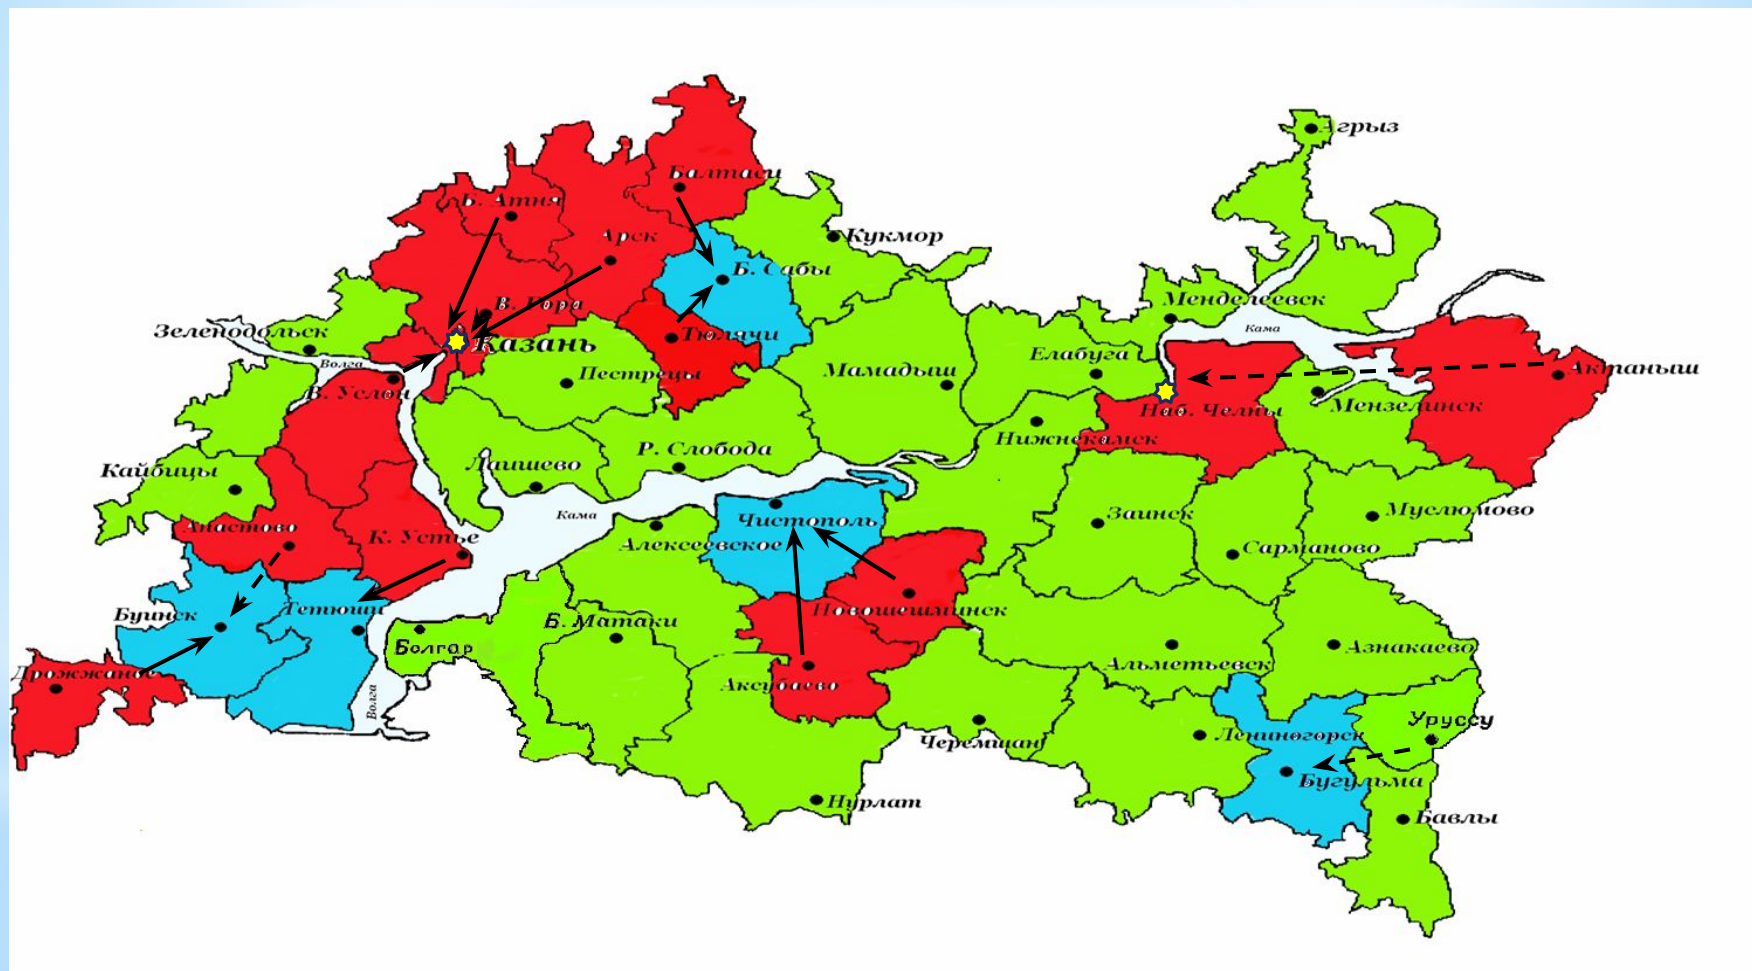 Агрыз
Балтаси
Б. Атня
Арск
Кукмор
Б. Сабы
В. Гора
Менделеевск
Зеленодольск
Казань
Тюлячи
Кама
Волга
Елабуга
Пестрецы
Мамадыш
Актаныш
В. Услон
Наб. Челны
Мензелинск
Нижнекамск
Р. Слобода
Лаишево
Кайбицы
Апастово
К. Устье
Кама
Чистополь
Заинск
Муслюмово
Алексеевское
Сарманово
Буинск
Тетюши
Б. Матаки
Новошешминск
Болгар
Азнакаево
Альметьевск
Дрожжаное
Аксубаево
Волга
Уруссу
Черемшан
Лениногорск
Бугульма
Нурлат
Бавлы